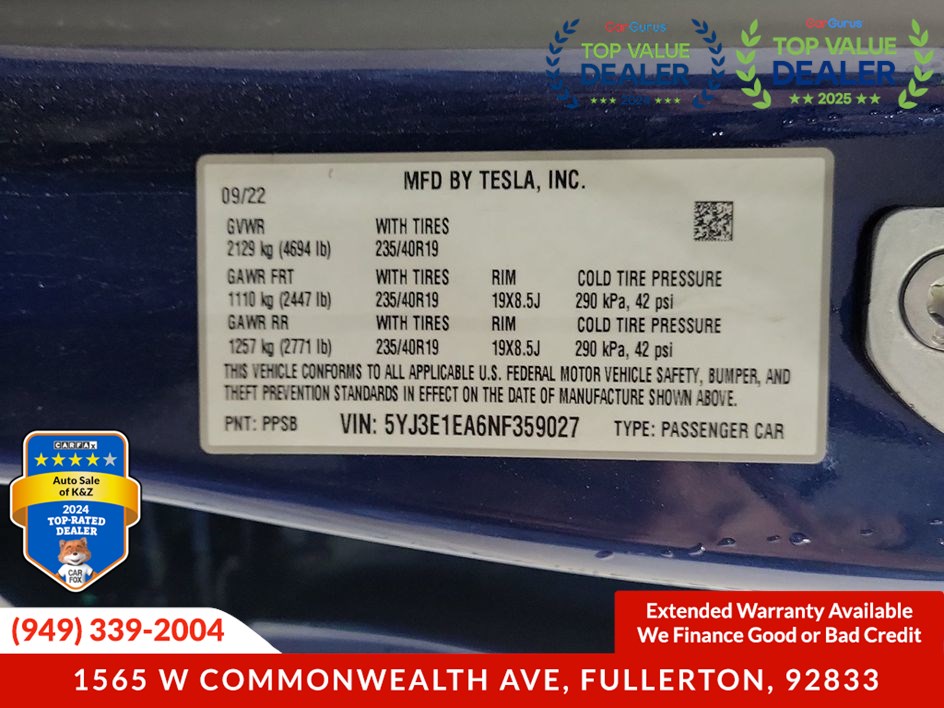 CarGurus CarGurus
TOP VALUE TOP VALUE
DEALER DEALER
★★★ ★★★ ★★ 2025 ★★
MFD BY TESLA, INC.
09/22
GVWR WITH TIRES
2129 kg (4694 lb) 235/40R19
GAWR FRT WITH TIRES RIM COLD TIRE PRESSURE
1110 kg (2447 lb) 235/40R19 19X8.5J 290 kPa, 42 psi
GAWR RR WITH TIRES RIM COLD TIRE PRESSURE
1257 kg (2771 lb) 235/40R19 19X8.5J 290 kPa, 42 psi
THIS VEHICLE CONFORMS TO ALL APPLICABLE U.S. FEDERAL MOTOR VEHICLE SAFETY, BUMPER, AND
THEFT PREVENTION STANDARDS IN EFFECT ON THE DATE OF MANUFACTURE SHOWN ABOVE.
PNT: PPSB VIN: 5YJ3E1EA6NF359027 TYPE: PASSENGER CAR
CARFAX
★★★★★
Auto Sale
of K&Z
2024
TOP-RATED
DEALER
CAR
FOX
(949) 339-2004
Extended Warranty Available
We Finance Good or Bad Credit
1565 W COMMONWEALTH AVE, FULLERTON, 92833